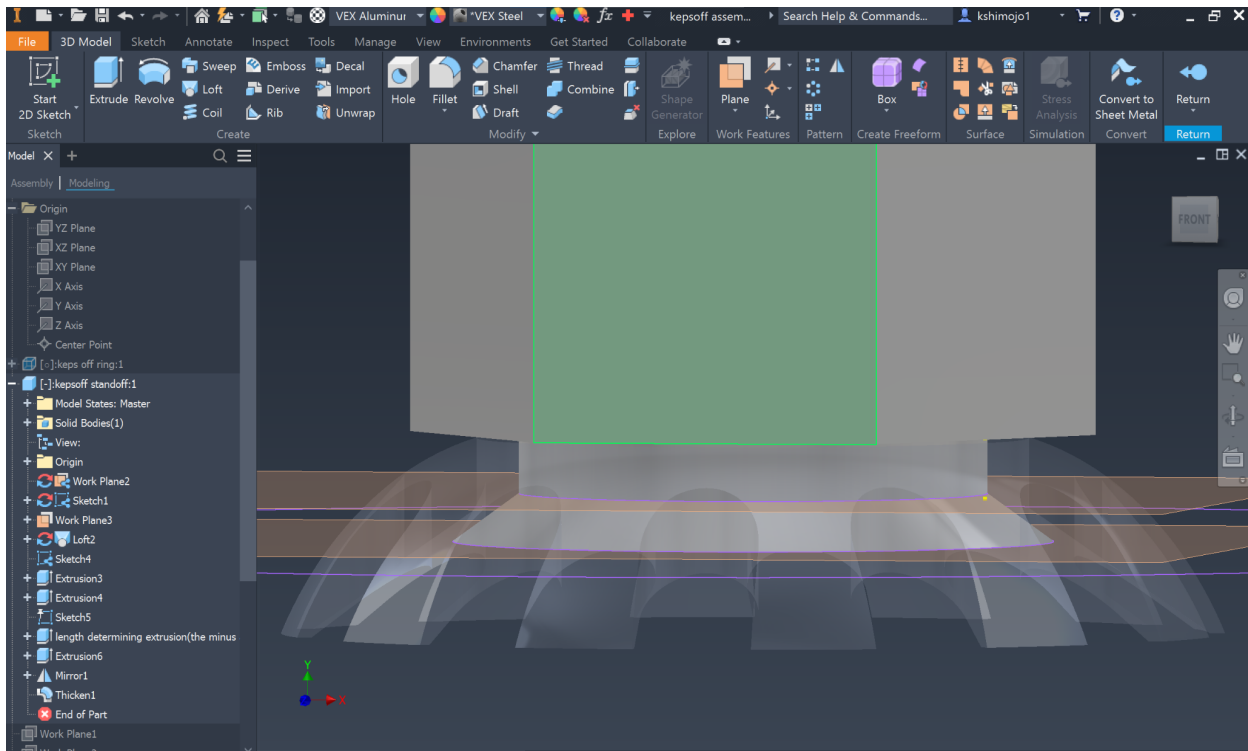 VEX Aluminur
*VEX Steel
fx
kepsoff assem...
Search Help & Commands...
kshimojo1
File
3D Model
Sketch
Annotate
Inspect
Tools
Manage
View
Environments
Get Started
Collaborate
Start
2D Sketch
Sketch
Extrude
Revolve
Sweep
Emboss
Decal
Loft
Derive
Import
Coil
Rib
Unwrap
Create
Hole
Fillet
Chamfer
Thread
Shell
Combine
Draft
Modify
Shape
Generator
Explore
Plane
Work Features
Pattern
Box
Create Freeform
Surface
Stress
Analysis
Simulation
Convert to
Sheet Metal
Convert
Return
Return
Model
Assembly
Modeling
Origin
YZ Plane
XZ Plane
XY Plane
X Axis
Y Axis
Z Axis
Center Point
[○]:keps off ring:1
[-]:kepsoff standoff:1
Model States: Master
Solid Bodies(1)
View:
Origin
Work Plane2
Sketch1
Work Plane3
Loft2
Sketch4
Extrusion3
Extrusion4
Sketch5
length determining extrusion(the minus
Extrusion6
Mirror1
Thicken1
End of Part
Work Plane1
FRONT
Y
X